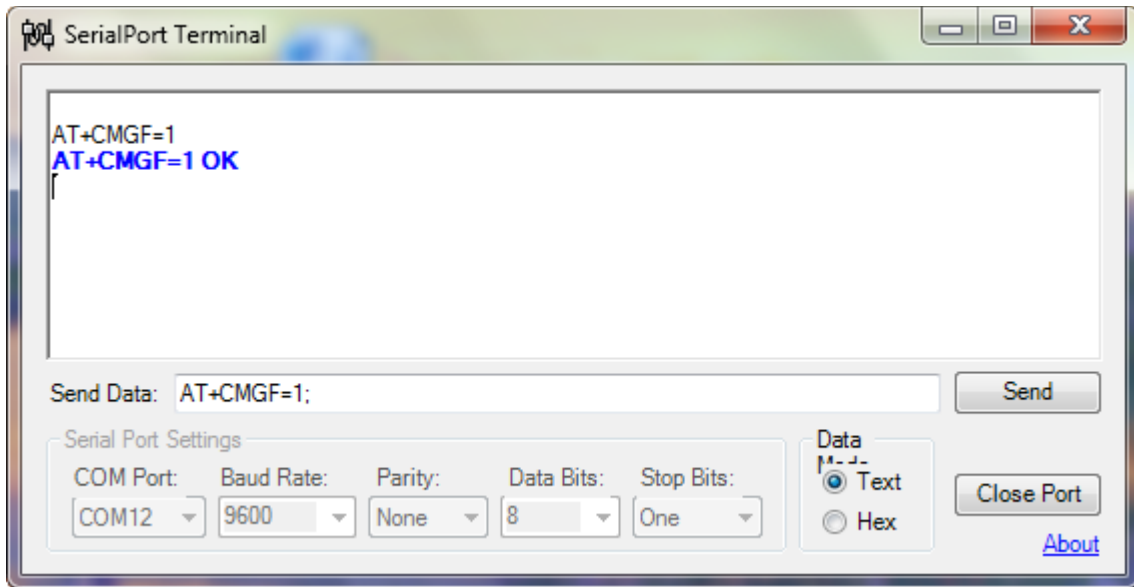 SerialPort Terminal
AT+CMGF=1
AT+CMGF=1 OK
Send Data: AT+CMGF=1; Send
Serial Port Settings
COM Port: Baud Rate: Parity: Data Bits: Stop Bits:
COM12 9600 None 8 One
Data
Text
Hex
Close Port
About